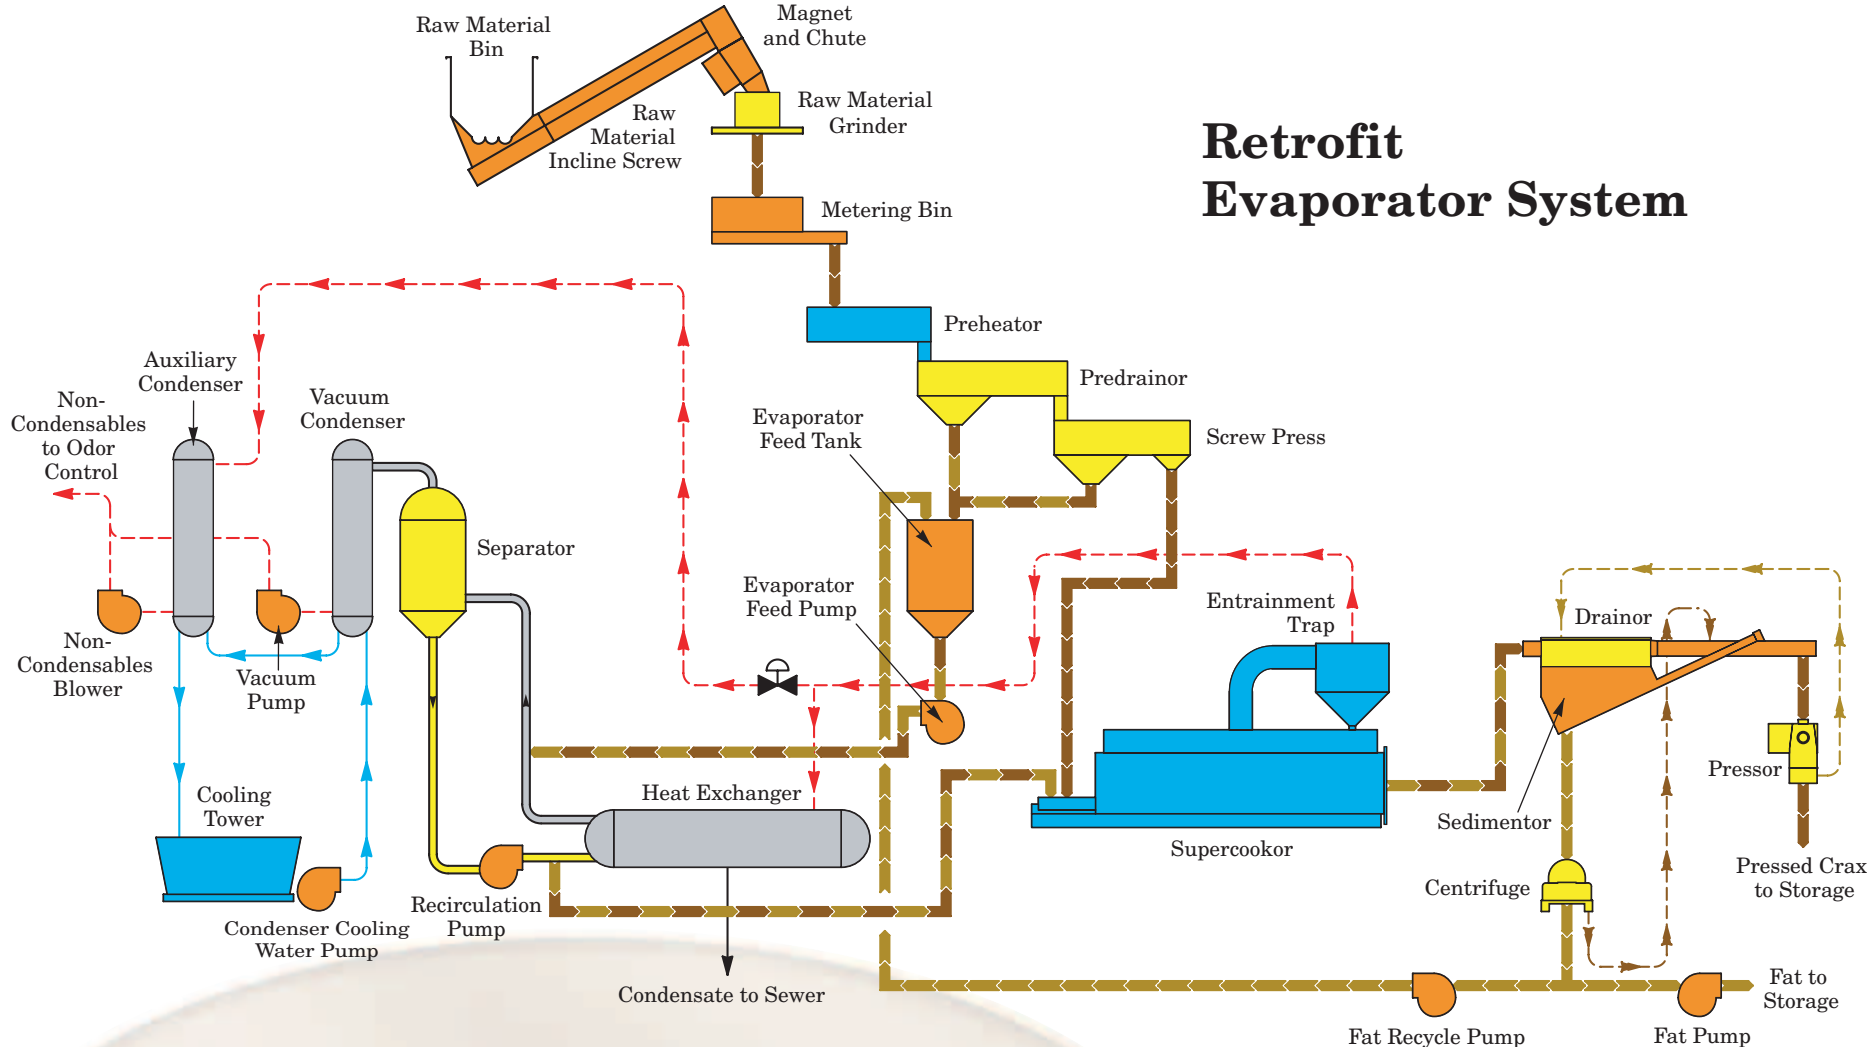 Raw Material
Bin
Magnet
and Chute
Raw
Material
Incline Screw
Raw Material
Grinder
Retrofit
Evaporator System
Metering Bin
Preheator
Predrainor
Screw Press
Auxiliary
Condenser
Non-
Condensables
to Odor
Control
Vacuum
Condenser
Evaporator
Feed Tank
Separator
Evaporator
Feed Pump
Entrainment
Trap
Drainor
Non-
Condensables
Blower
Vacuum
Pump
Cooling
Tower
Heat Exchanger
Supercookor
Sedimentor
Pressor
Pressed Crax
to Storage
Centrifuge
Recirculation
Pump
Condenser Cooling
Water Pump
Condensate to Sewer
Fat to
Storage
Fat Recycle Pump
Fat Pump